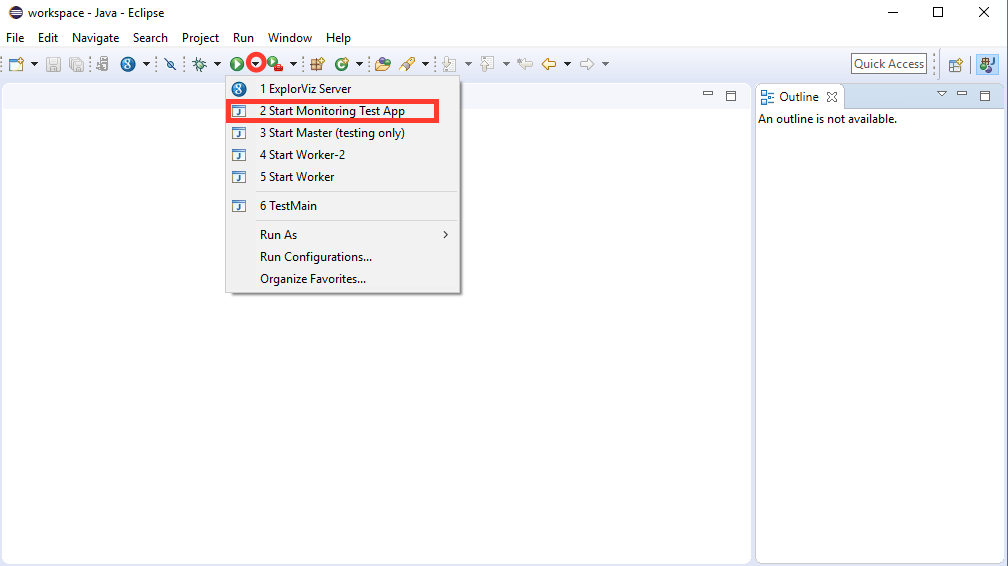 workspace - Java - Eclipse
File Edit Navigate Search Project Run Window Help
Quick Access
1 ExplorViz Server
2 Start Monitoring Test App
3 Start Master (testing only)
4 Start Worker-2
5 Start Worker
6 TestMain
Run As
Run Configurations...
Organize Favorites...
Outline
An outline is not available.